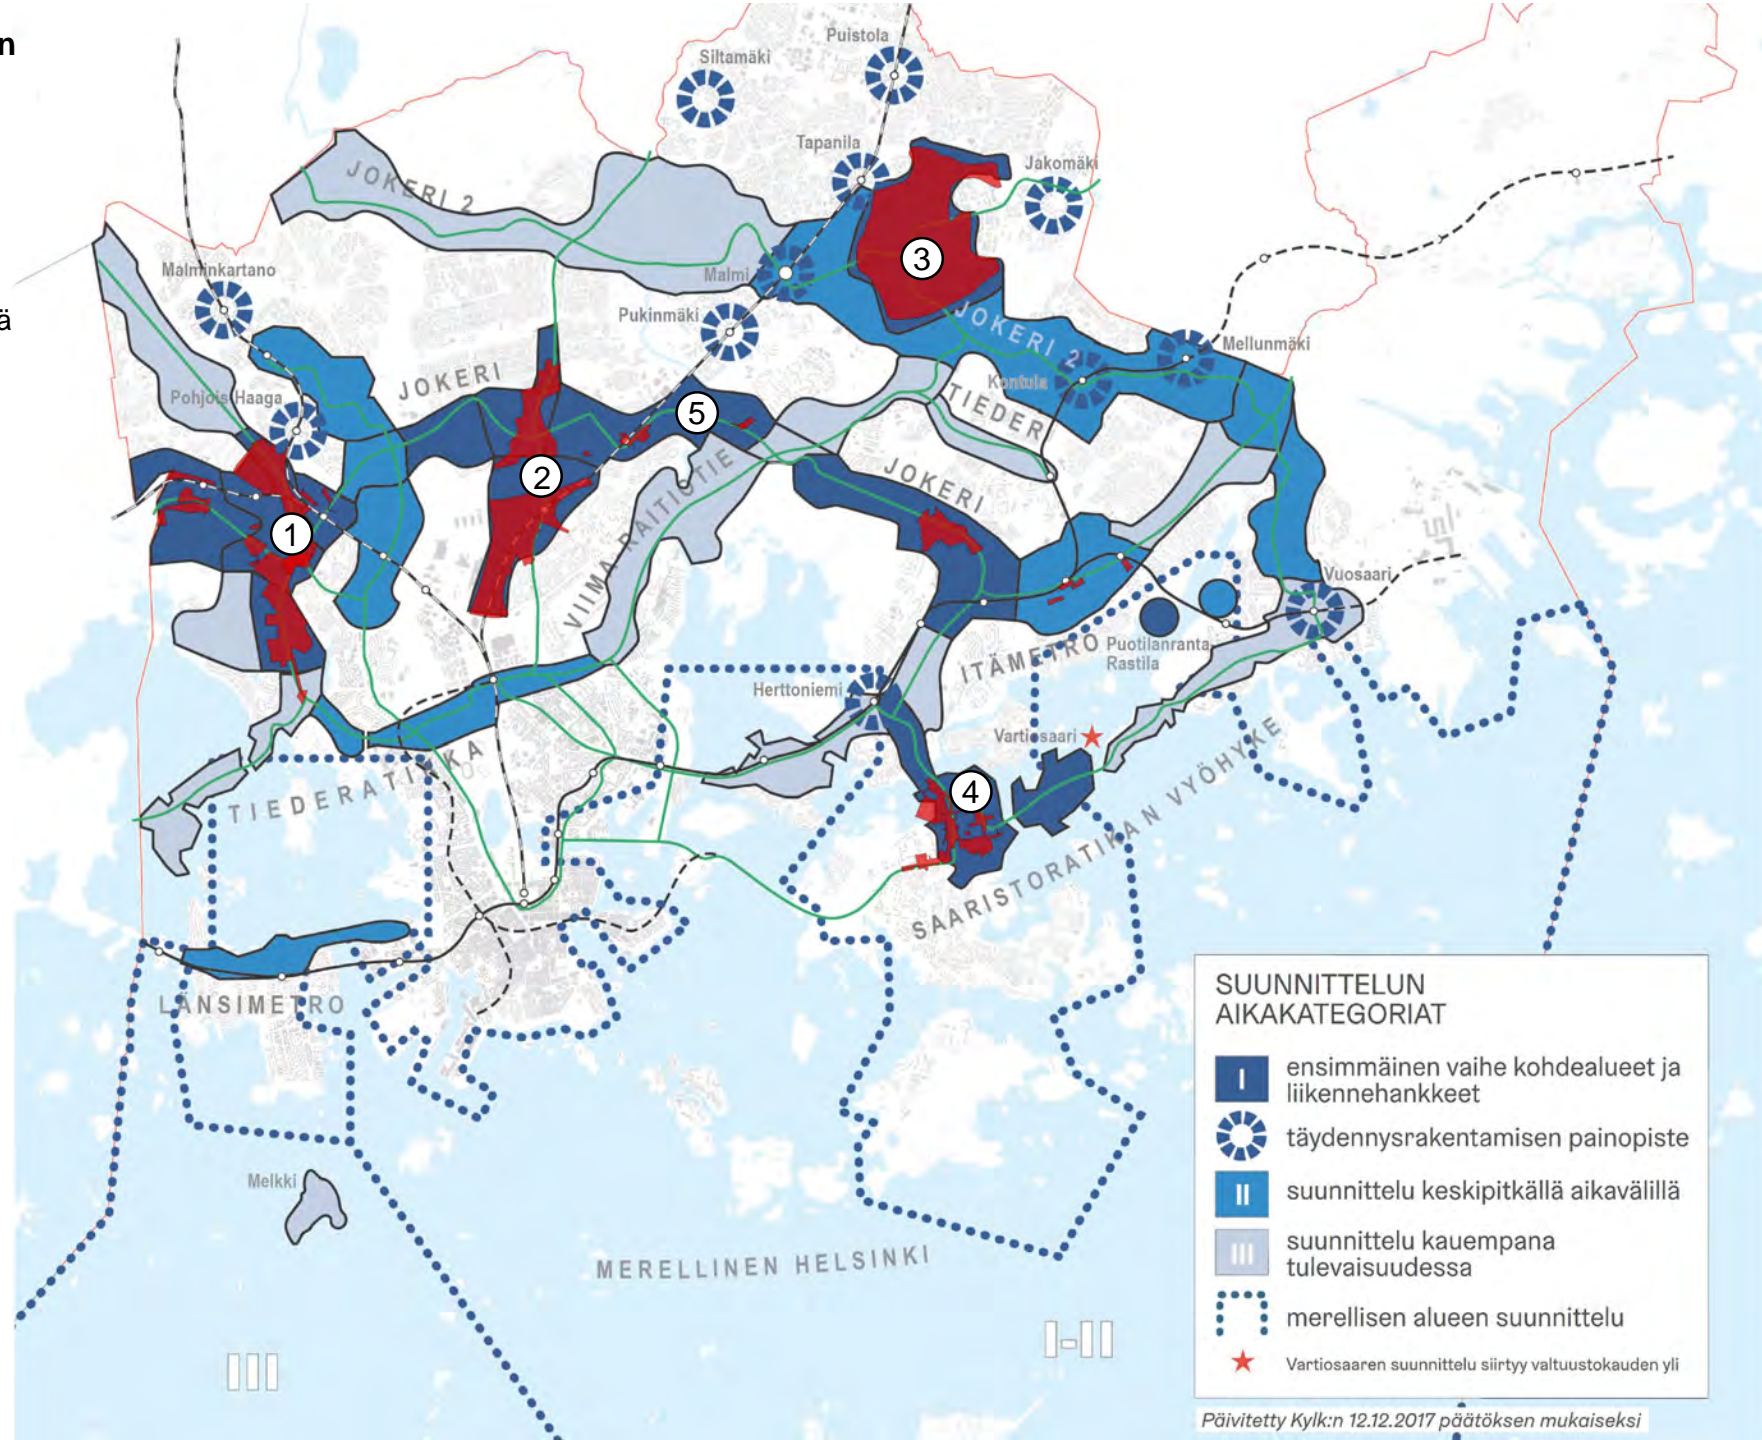 n
Puistola
Siltamäki
Tapanila
Jakomäki
JOKERI 2
Malminkartano
Malmi
ä
Pukinmäki
JOKERI 2
Mellunmäki
JOKERI
Kontula
Pohjois-Haaga
TIEDER
3
5
2
1
4
VIIMA-RAITIOTIE
JOKERI
Vuosaari
ITÄMETRO
Puotilanranta
Rastila
Herttoniemi
Vartiosaari
TIEDERATIKKA
SAARISTORATIKAN VYÖHYKE
LÄNSIMETRO
Melkki
MERELLINEN HELSINKI
III
I-II
SUUNNITTELUN
AIKAKATEGORIAT
I
ensimmäinen vaihe kohdealueet ja
liikennehankkeet
täydennysrakentamisen painopiste
II
suunnittelu keskipitkällä aikavälillä
III
suunnittelu kauempana
tulevaisuudessa
merellisen alueen suunnittelu
Vartiosaaren suunnittelu siirtyy valtuustokauden yli
Päivitetty Kylk:n 12.12.2017 päätöksen mukaiseksi